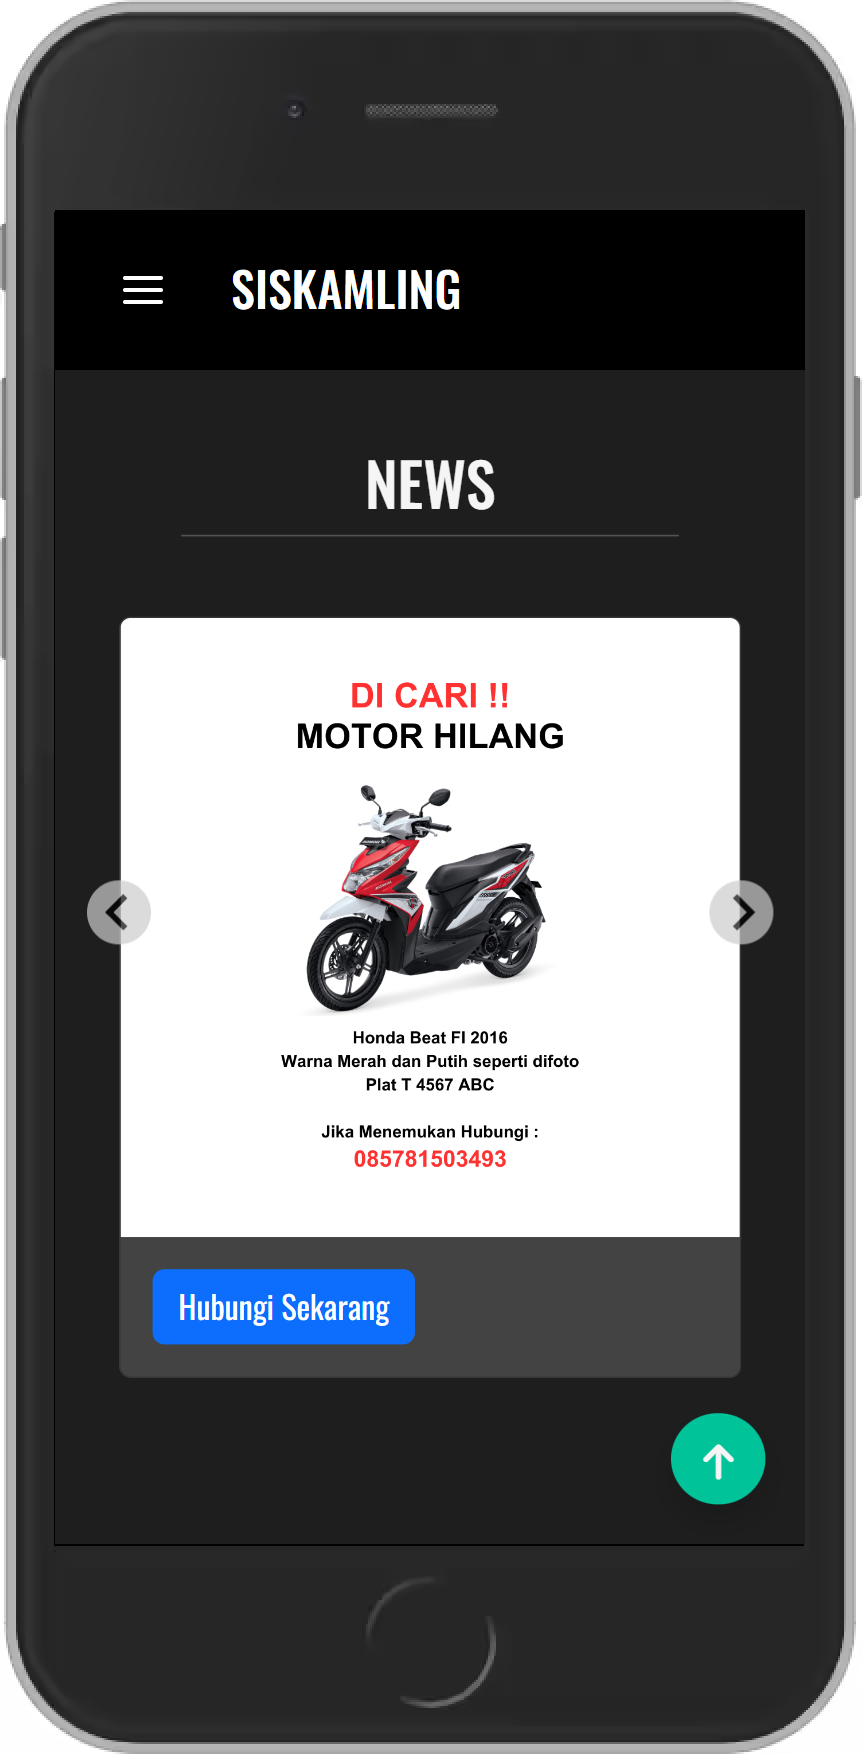 SISKAMLING
NEWS
DI CARI !!
MOTOR HILANG
Honda Beat FI 2016
Warna Merah dan Putih seperti difoto
Plat T 4567 ABC
Jika Menemukan Hubungi :
085781503493
Hubungi Sekarang